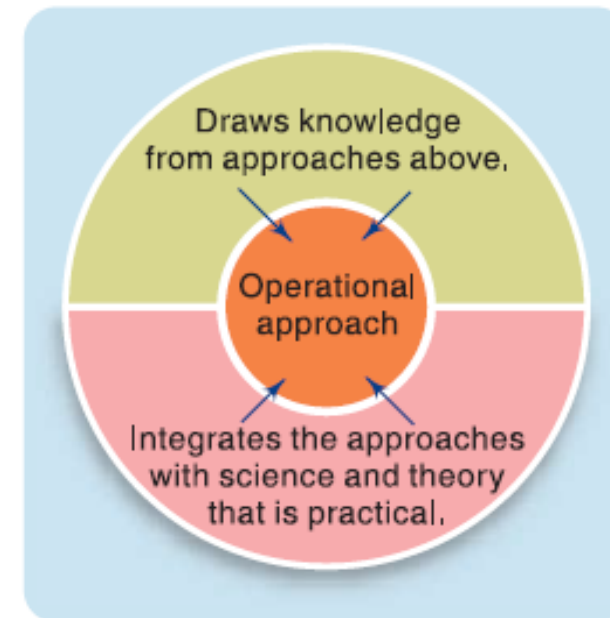 Draws knowledge
from approaches above.
Operational
approach
Integrates the approaches
with science and theory
that is practical.